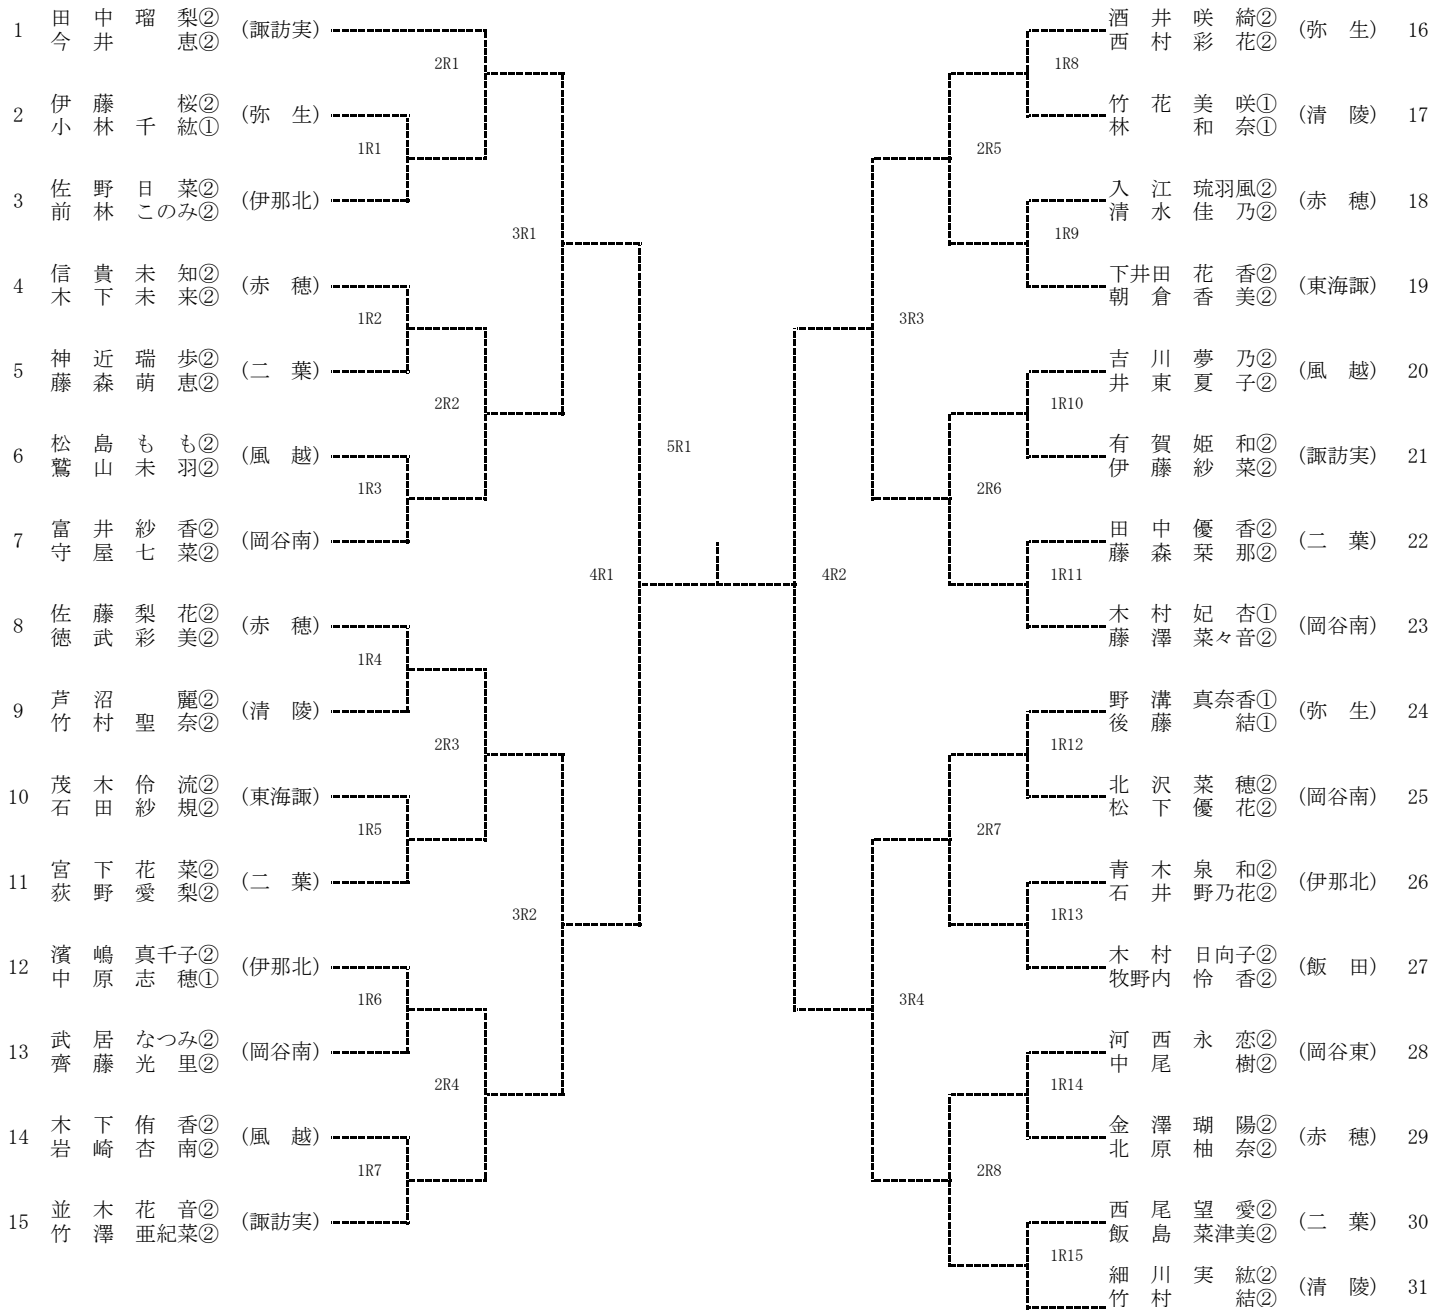 1 田中瑠梨② (諏訪実)
今井恵②
2 伊藤桜② (弥生)
小林千紘①
3 佐野日菜② (伊那北)
前林このみ②
4 信貴未知② (赤穂)
木下未来②
5 神近瑞歩② (二葉)
藤森萌恵②
6 松島もも② (風越)
鷲山未羽②
7 富井紗香② (岡谷南)
守屋七菜②
8 佐藤梨花② (赤穂)
徳武彩美②
9 芦沼麗② (清陵)
竹村聖奈②
10 茂木伶流② (東海諏)
石田紗規②
11 宮下花菜② (二葉)
荻野愛梨②
12 濱嶋真千子② (伊那北)
中原志穂①
13 武居なつみ② (岡谷南)
齊藤光里②
14 木下侑香② (風越)
岩崎杏南②
15 並木花音② (諏訪実)
竹澤亜紀菜②
1R1
1R2
1R3
1R4
1R5
1R6
1R7
2R1
2R2
2R3
2R4
3R1
3R2
4R1
5R1
4R2
3R3
3R4
2R5
2R6
2R7
2R8
1R8
1R9
1R10
1R11
1R12
1R13
1R14
1R15
酒井咲綺② (弥生) 16
西村彩花②
竹花美咲① (清陵) 17
林和奈①
入江琉羽風② (赤穂) 18
清水佳乃②
下井田花香② (東海諏) 19
朝倉香美②
吉川夢乃② (風越) 20
井東夏子②
有賀姫和② (諏訪実) 21
伊藤紗菜②
田中優香② (二葉) 22
藤森栞那②
木村妃杏① (岡谷南) 23
藤澤菜々音②
野溝真奈香① (弥生) 24
後藤結①
北沢菜穂② (岡谷南) 25
松下優花②
青木泉和② (伊那北) 26
石井野乃花②
木村日向子② (飯田) 27
牧野内怜香②
河西永恋② (岡谷東) 28
中尾樹②
金澤瑚陽② (赤穂) 29
北原柚奈②
西尾望愛② (二葉) 30
飯島菜津美②
細川実紘② (清陵) 31
竹村結②